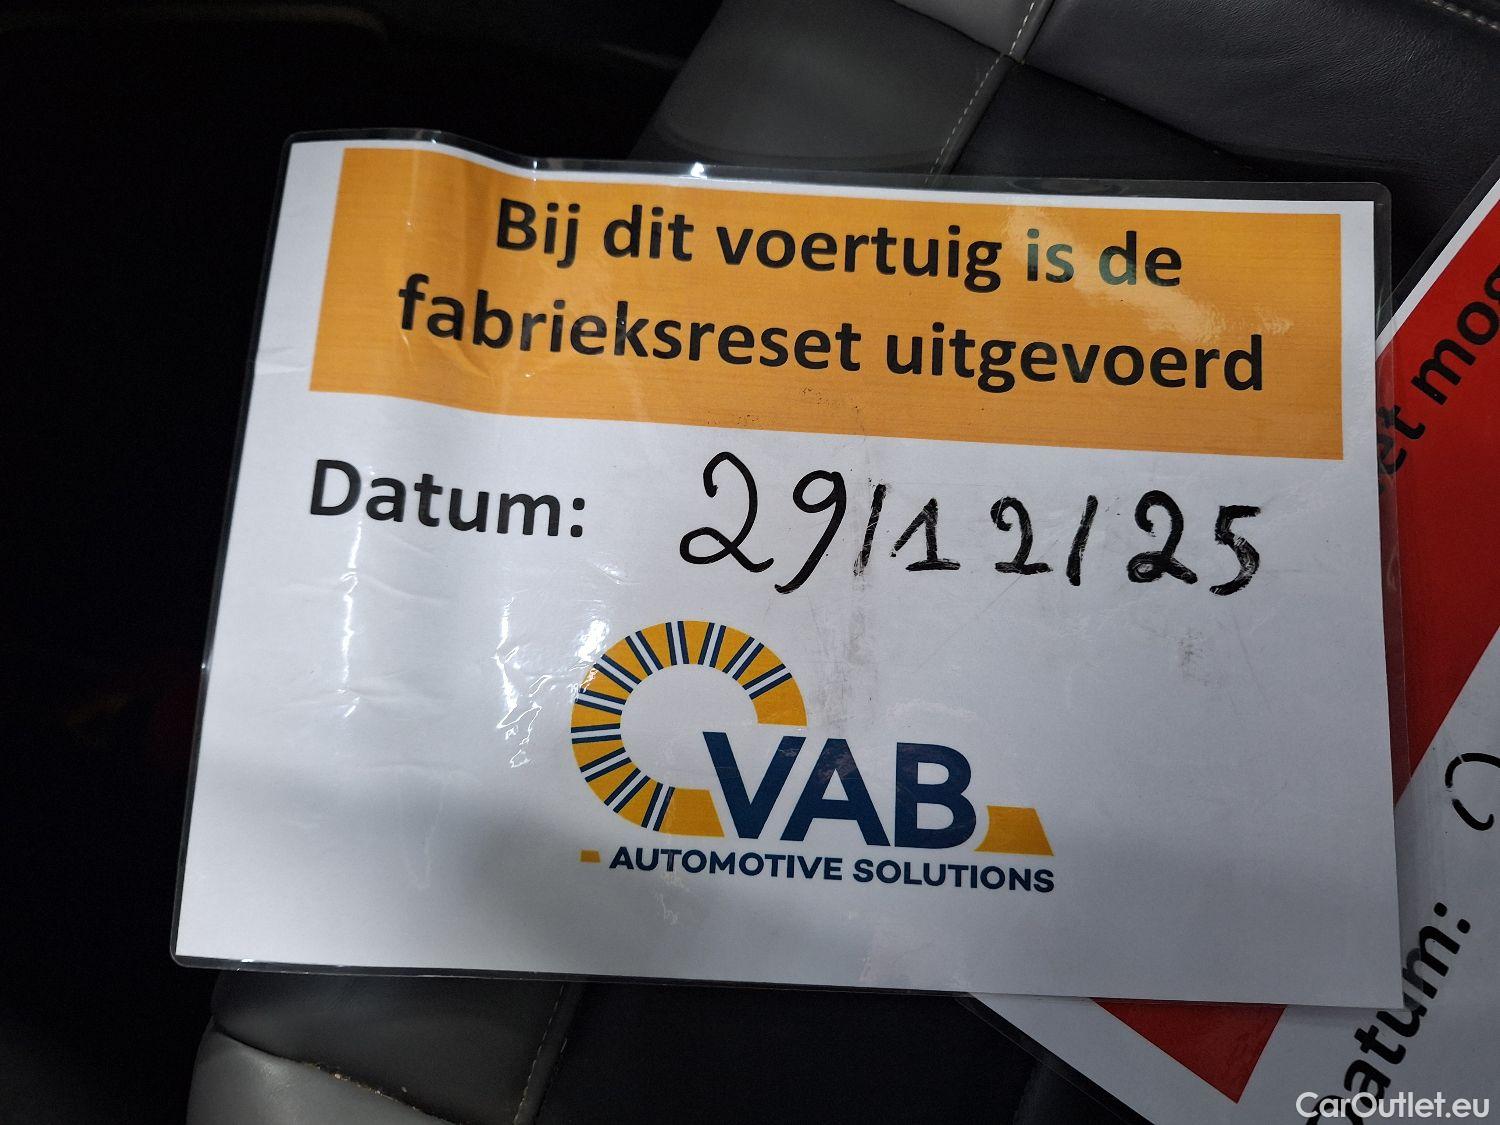 Bij dit voertuig is de
fabrieksreset uitgevoerd
Datum: 29/12/25
VAB
AUTOMOTIVE SOLUTIONS
Datum:
CarOutlet.eu